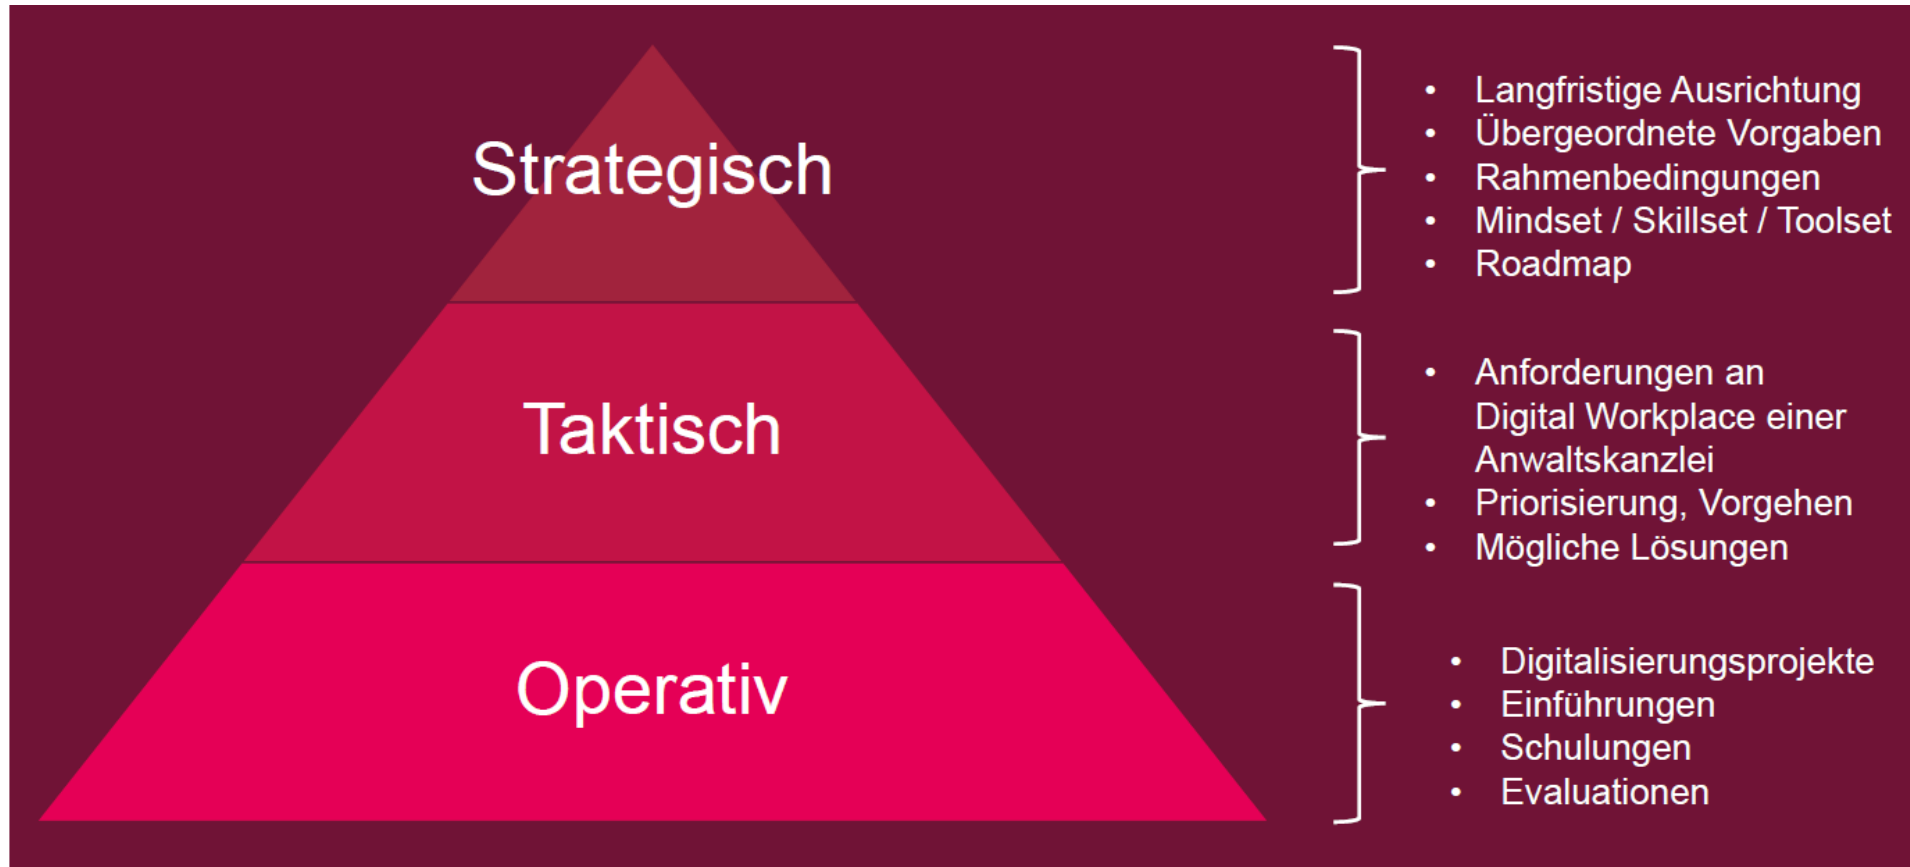 Strategisch
• Langfristige Ausrichtung
• Übergeordnete Vorgaben
• Rahmenbedingungen
• Mindset / Skillset / Toolset
• Roadmap
Taktisch
• Anforderungen an
Digital Workplace einer
Anwaltskanzlei
• Priorisierung, Vorgehen
• Mögliche Lösungen
Operativ
• Digitalisierungsprojekte
• Einführungen
• Schulungen
• Evaluationen